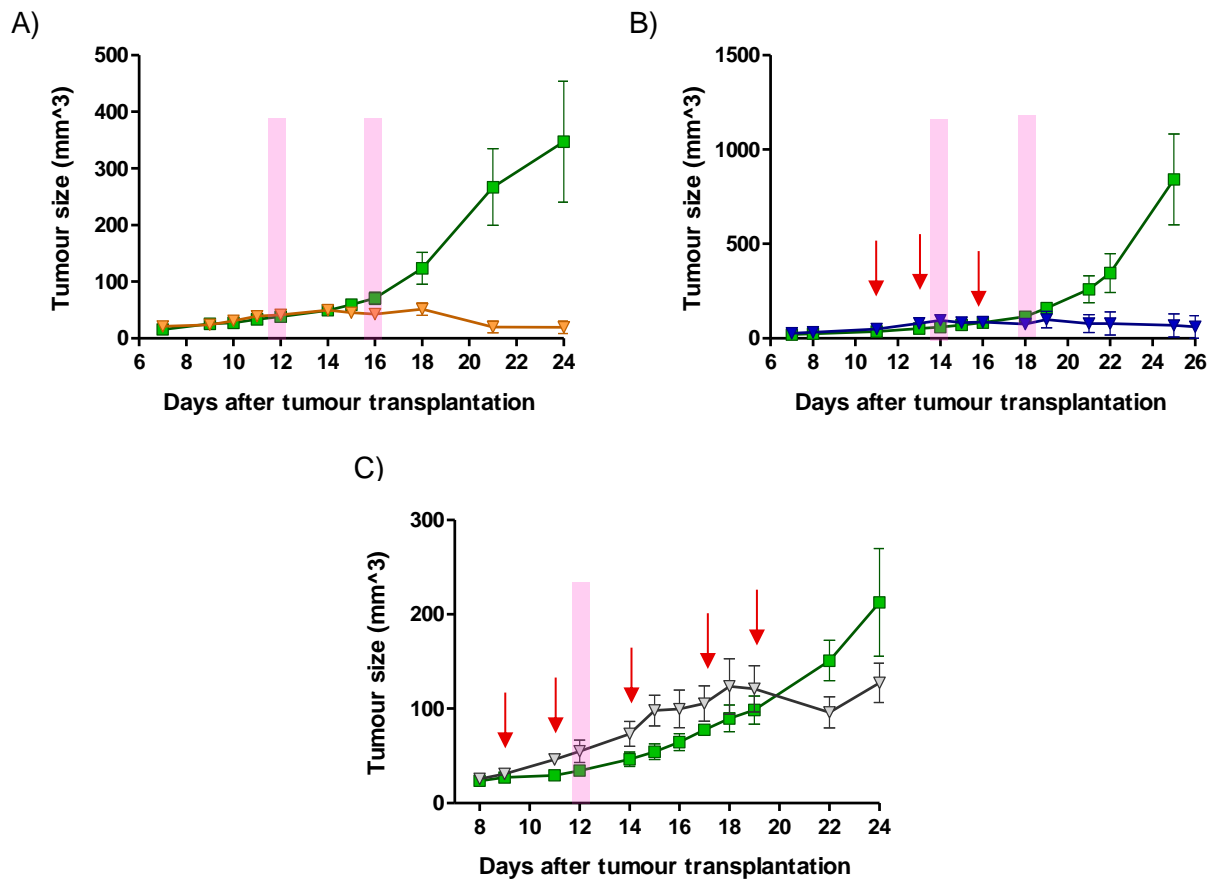 A)
Tumour size (mm^3)
500
400
300
200
100
0
6 8 10 12 14 16 18 20 22 24
Days after tumour transplantation
B)
Tumour size (mm^3)
1500
1000
500
0
6 8 10 12 14 16 18 20 22 24 26
Days after tumour transplantation
C)
Tumour size (mm^3)
300
200
100
0
8 10 12 14 16 18 20 22 24
Days after tumour transplantation